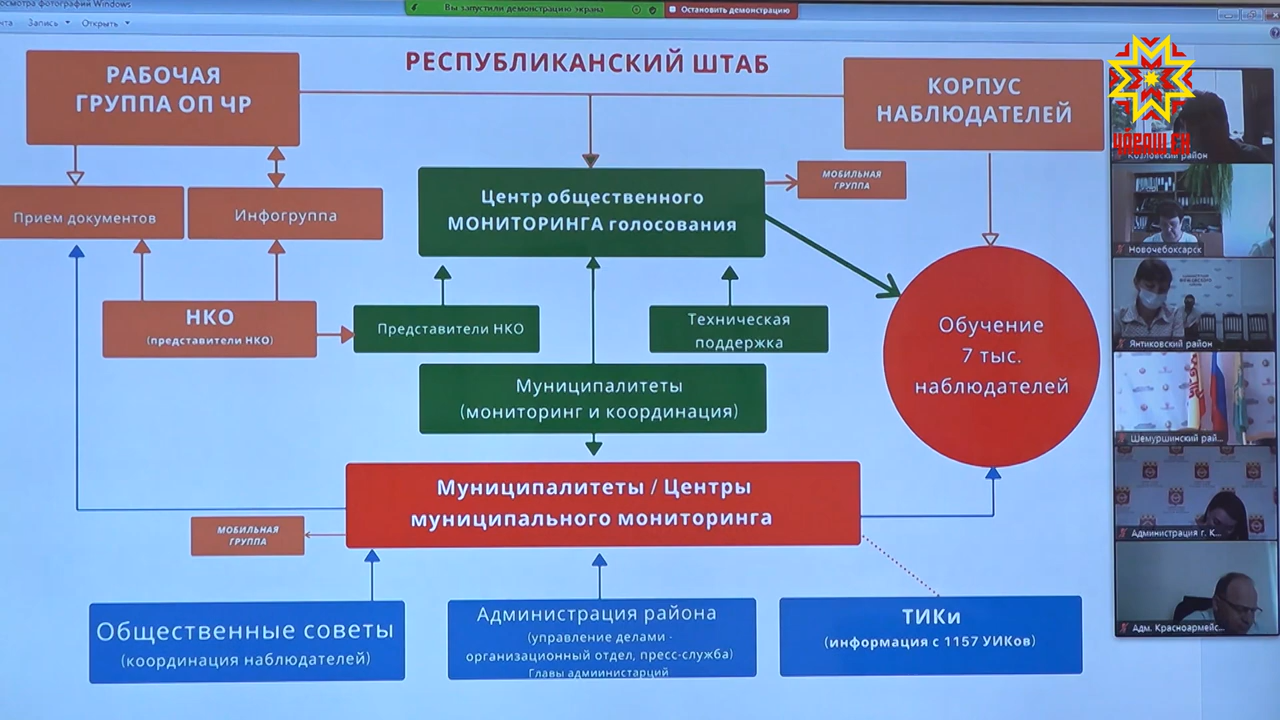 Вы запустили демонстрацию экрана
Остановить демонстрацию
осмотра фотографий Windows
Запись
Открыть
РЕСПУБЛИКАНСКИЙ ШТАБ
РАБОЧАЯ
ГРУППА ОП ЧР
КОРПУС
НАБЛЮДАТЕЛЕЙ
Прием документов
Инфогруппа
Центр общественного
МОНИТОРИНГА голосования
МОБИЛЬНАЯ
ГРУППА
НКО
(представители НКО)
Представители НКО
Техническая
поддержка
Обучение
7 тыс.
наблюдателей
Муниципалитеты
(мониторинг и координация)
Муниципалитеты / Центры
муниципального мониторинга
МОБИЛЬНАЯ
ГРУППА
Общественные советы
(координация наблюдателей)
Администрация района
(управление делами -
организационный отдел, пресс-служба)
Главы администарций
ТИКи
(информация с 1157 УИКов)
Козловский район
Новочебоксарск
Янтиковский район
Шемуршинский рай...
Администрация г. К...
Адм. Красноармейс...